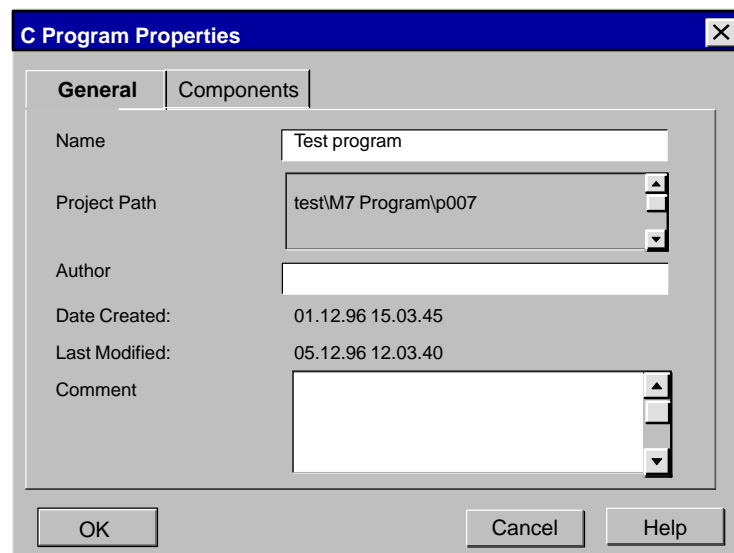 C Program Properties
General Components
Name Test program
Project Path test\M7 Program\p007
Author
Date Created: 01.12.96 15.03.45
Last Modified: 05.12.96 12.03.40
Comment
OK Cancel Help